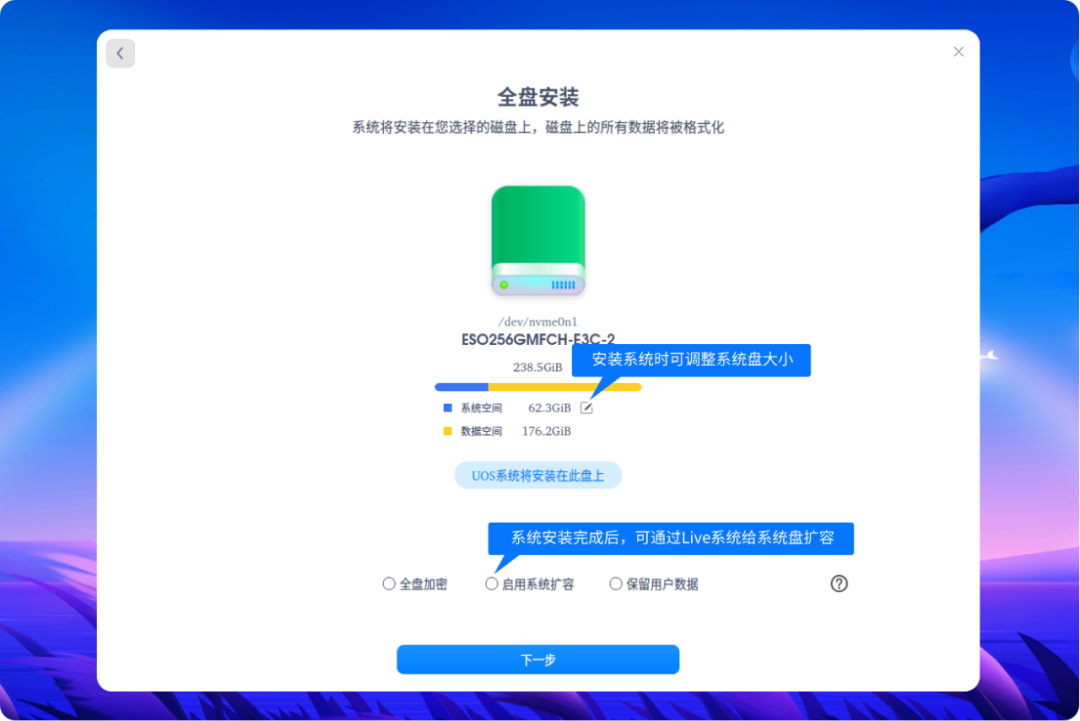 全盘安装
系统将安装在您选择的磁盘上，磁盘上的所有数据将被格式化
/dev/nvme0n1
ESO256GMFCH-E3C-2
238.5GiB
安装系统时可调整系统盘大小
系统空间 62.3GiB
数据空间 176.2GiB
UOS系统将安装在此盘上
系统安装完成后，可通过Live系统给系统盘扩容
全盘加密 启用系统扩容 保留用户数据 ?
下一步